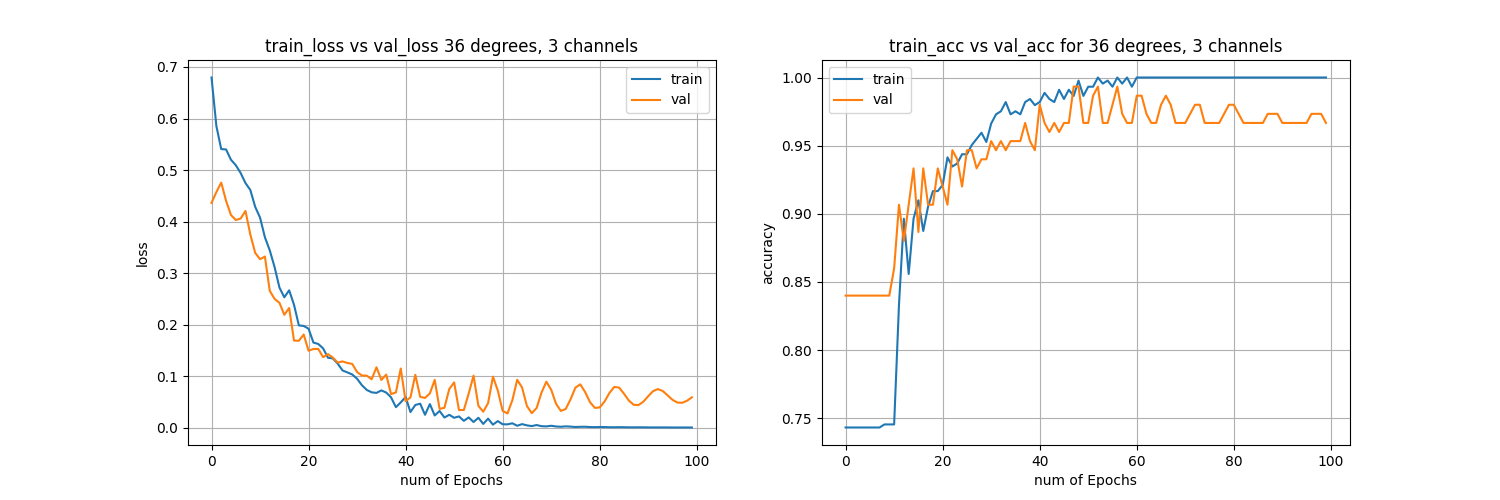 train_loss vs val_loss 36 degrees, 3 channels
0.7
0.6
0.5
0.4
0.3
0.2
0.1
0.0
loss
train
val
0 20 40 60 80 100
num of Epochs
train_acc vs val_acc for 36 degrees, 3 channels
1.00
0.95
0.90
0.85
0.80
0.75
accuracy
train
val
0 20 40 60 80 100
num of Epochs